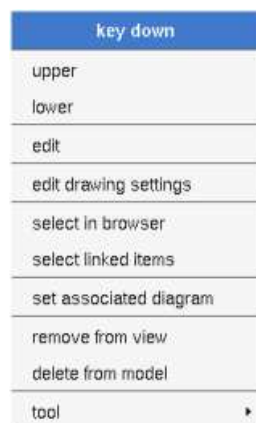 key down
upper
lower
edit
edit drawing settings
select in browser
select linked items
set associated diagram
remove from view
delete from model
tool